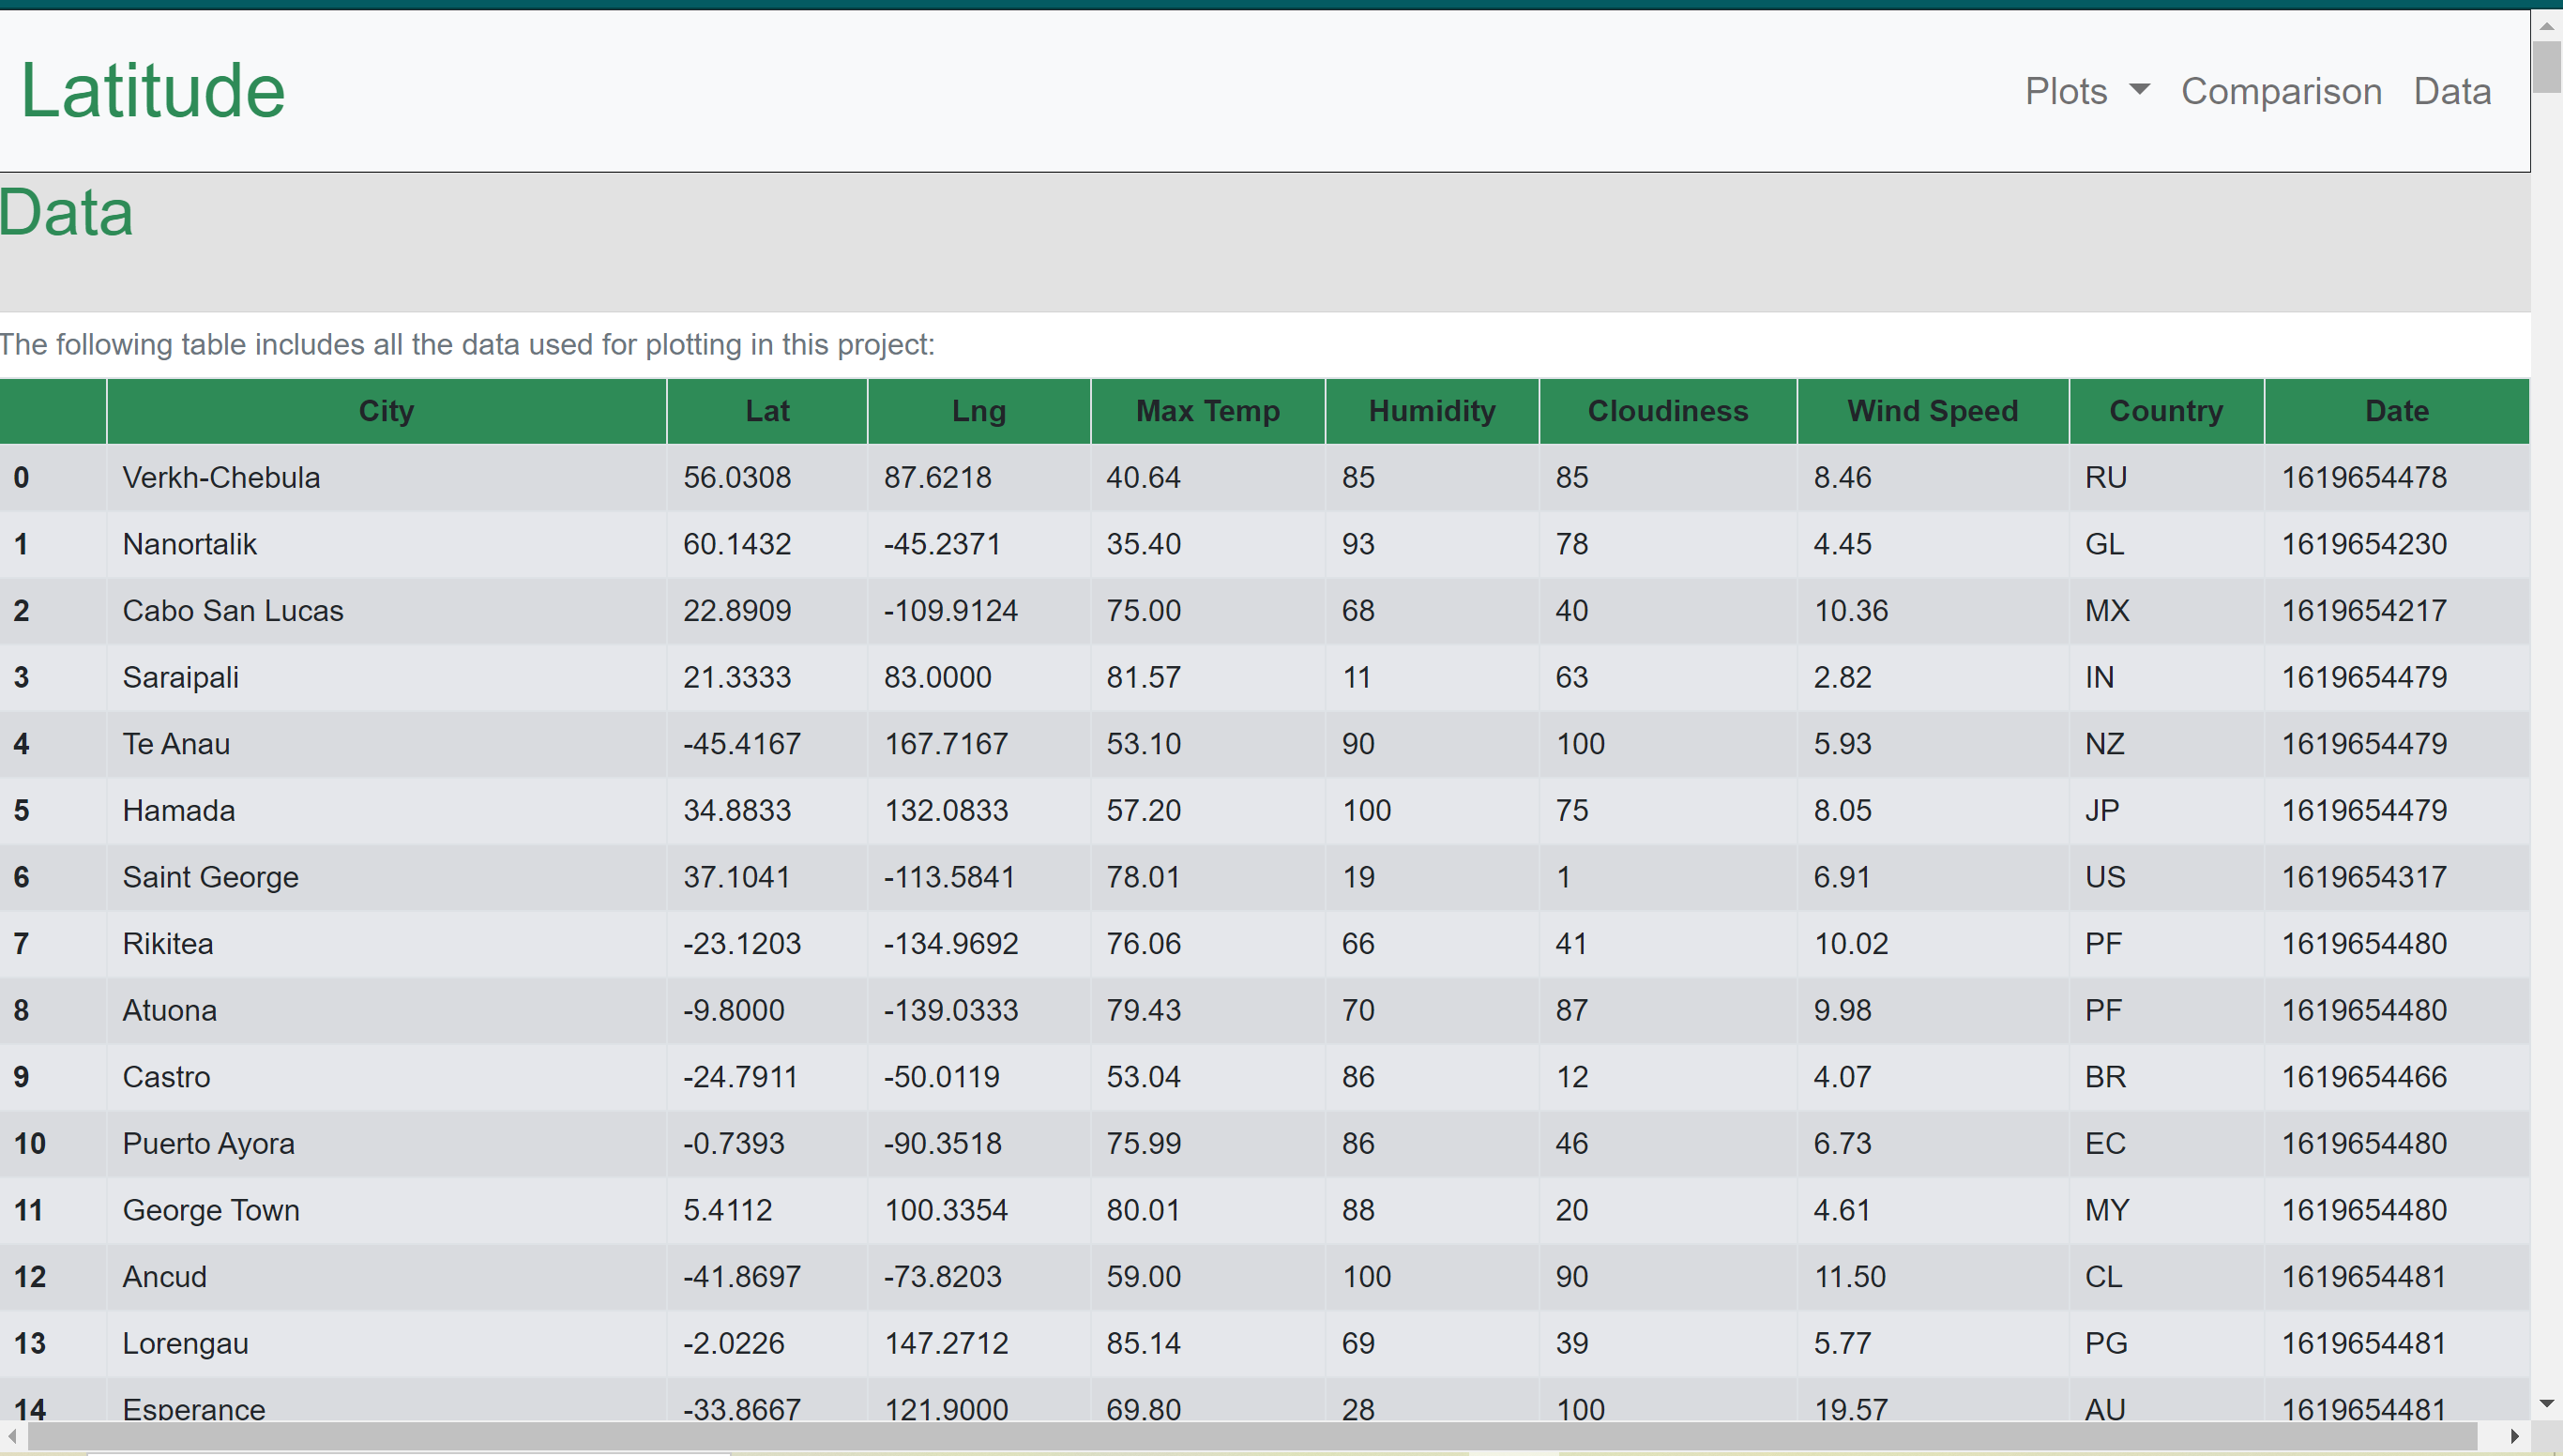 Latitude Plots Comparison Data
Data
The following table includes all the data used for plotting in this project:
City Lat Lng Max Temp Humidity Cloudiness Wind Speed Country Date
0 Verkh-Chebula 56.0308 87.6218 40.64 85 85 8.46 RU 1619654478
1 Nanortalik 60.1432 -45.2371 35.40 93 78 4.45 GL 1619654230
2 Cabo San Lucas 22.8909 -109.9124 75.00 68 40 10.36 MX 1619654217
3 Saraipali 21.3333 83.0000 81.57 11 63 2.82 IN 1619654479
4 Te Anau -45.4167 167.7167 53.10 90 100 5.93 NZ 1619654479
5 Hamada 34.8833 132.0833 57.20 100 75 8.05 JP 1619654479
6 Saint George 37.1041 -113.5841 78.01 19 1 6.91 US 1619654317
7 Rikitea -23.1203 -134.9692 76.06 66 41 10.02 PF 1619654480
8 Atuona -9.8000 -139.0333 79.43 70 87 9.98 PF 1619654480
9 Castro -24.7911 -50.0119 53.04 86 12 4.07 BR 1619654466
10 Puerto Ayora -0.7393 -90.3518 75.99 86 46 6.73 EC 1619654480
11 George Town 5.4112 100.3354 80.01 88 20 4.61 MY 1619654480
12 Ancud -41.8697 -73.8203 59.00 100 90 11.50 CL 1619654481
13 Lorengau -2.0226 147.2712 85.14 69 39 5.77 PG 1619654481
14 Esperance -33.8667 121.9000 69.80 28 100 19.57 AU 1619654481